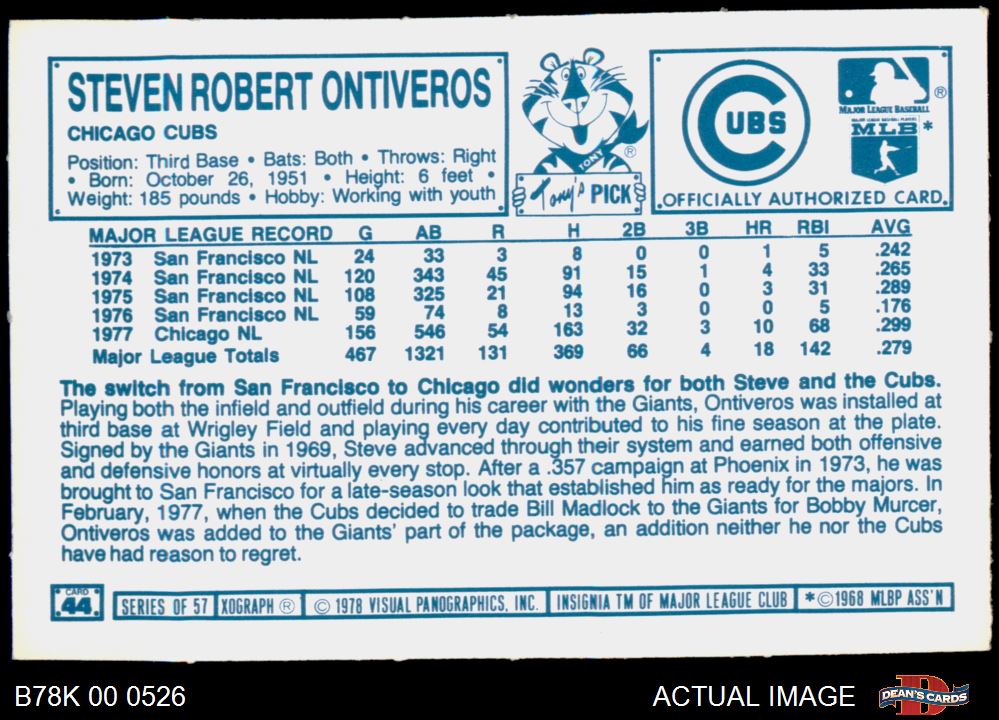 STEVEN ROBERT ONTIVEROS
CHICAGO CUBS
Position: Third Base • Bats: Both • Throws: Right
• Born: October 26, 1951 • Height: 6 feet •
Weight: 185 pounds • Hobby: Working with youth
TONY ®
Tony's PICK
CUBS
®
MAJOR LEAGUE BASEBALL
MAJOR LEAGUE BASEBALL PLAYERS
MLB *
OFFICIALLY AUTHORIZED CARD.
MAJOR LEAGUE RECORD G AB R H 2B 3B HR RBI AVG
1973 San Francisco NL 24 33 3 8 0 0 1 5 .242
1974 San Francisco NL 120 343 45 91 15 1 4 33 .265
1975 San Francisco NL 108 325 21 94 16 0 3 31 .289
1976 San Francisco NL 59 74 8 13 3 0 0 5 .176
1977 Chicago NL 156 546 54 163 32 3 10 68 .299
Major League Totals 467 1321 131 369 66 4 18 142 .279
The switch from San Francisco to Chicago did wonders for both Steve and the Cubs.
Playing both the infield and outfield during his career with the Giants, Ontiveros was installed at
third base at Wrigley Field and playing every day contributed to his fine season at the plate.
Signed by the Giants in 1969, Steve advanced through their system and earned both offensive
and defensive honors at virtually every stop. After a .357 campaign at Phoenix in 1973, he was
brought to San Francisco for a late-season look that established him as ready for the majors. In
February, 1977, when the Cubs decided to trade Bill Madlock to the Giants for Bobby Murcer,
Ontiveros was added to the Giants' part of the package, an addition neither he nor the Cubs
have had reason to regret.
CARD
44
SERIES OF 57 XOGRAPH ® © 1978 VISUAL PANOGRAPHICS, INC. INSIGNIA TM OF MAJOR LEAGUE CLUB *©1968 MLBP ASS'N
B78K 00 0526
ACTUAL IMAGE
DEAN'S CARDS